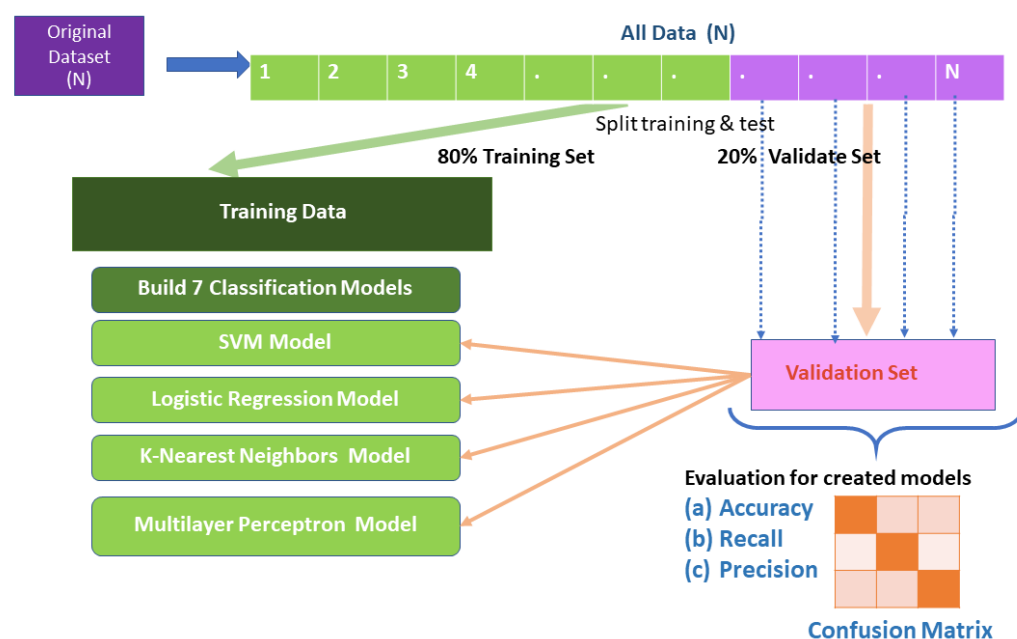 Original
Dataset
(N)
All Data (N)
1 2 3 4 . . . . . . N
Split training & test
80% Training Set
20% Validate Set
Training Data
Build 7 Classification Models
SVM Model
Logistic Regression Model
K-Nearest Neighbors Model
Multilayer Perceptron Model
Validation Set
Evaluation for created models
(a) Accuracy
(b) Recall
(c) Precision
Confusion Matrix